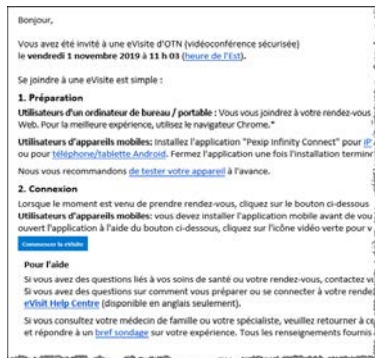 Bonjour,
Vous avez été invité à une eVisite d'OTN (vidéoconférence sécurisée)
le vendredi 1 novembre 2019 à 11 h 03 (heure de l'Est).
Se joindre à une eVisite est simple :
1. Préparation
Utilisateurs d'un ordinateur de bureau / portable : Vous vous joindrez à votre rendez-vous
Web. Pour la meilleure expérience, utilisez le navigateur Chrome.*
Utilisateurs d'appareils mobiles: Installez l'application "Pexip Infinity Connect" pour iP
ou pour téléphone/tablette Android. Fermez l'application une fois l'installation termin
Nous vous recommandons de tester votre appareil à l'avance.
2. Connexion
Lorsque le moment est venu de prendre rendez-vous, cliquez sur le bouton ci-dessous
Utilisateurs d'appareils mobiles: vous devez installer l'application mobile avant de vou
ouvert l'application à l'aide du bouton ci-dessous, cliquez sur l'icône vidéo verte pour v
Commencer la eVisite
Pour l'aide
Si vous avez des questions liés à vos soins de santé ou votre rendez-vous, contactez v
Si vous avez des questions sur comment vous préparer ou se connecter à votre rende
eVisit Help Centre (disponible en anglais seulement).
Si vous consultez votre médecin de famille ou votre spécialiste, veuillez retourner à ce
et répondre à un bref sondage sur votre expérience. Tous les renseignements fournis